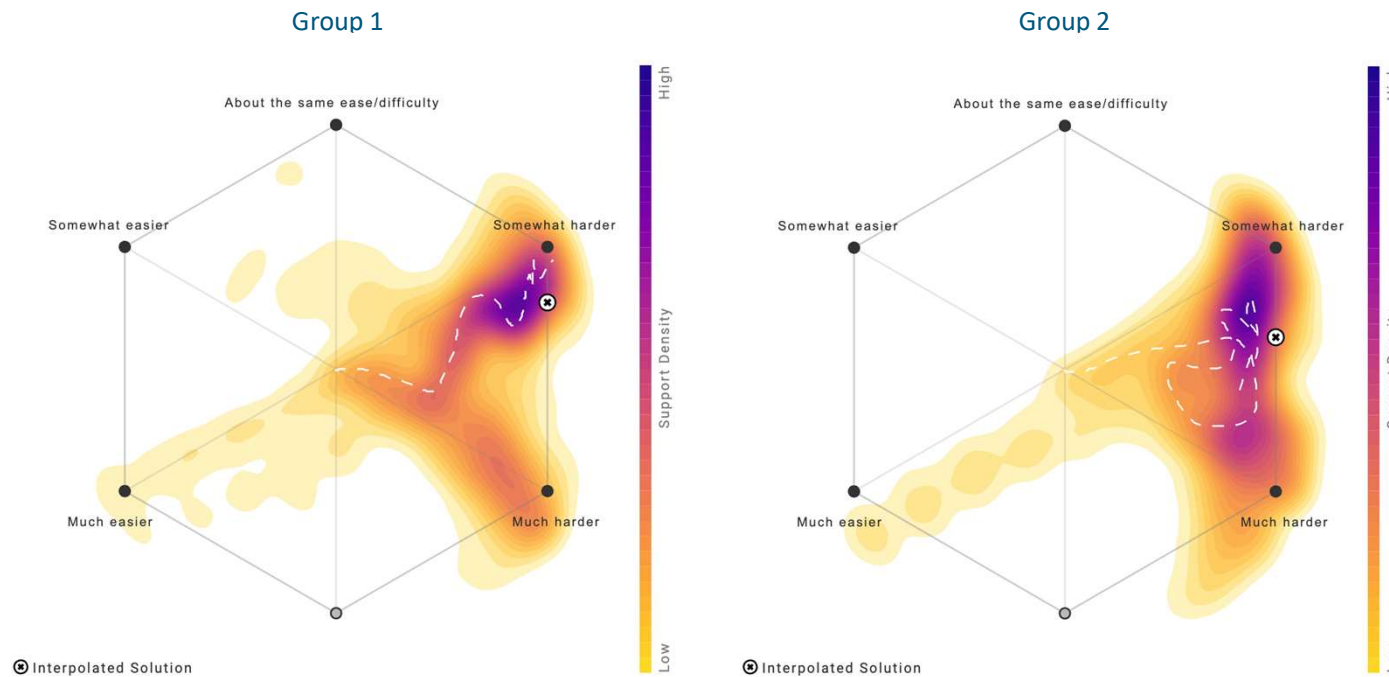 Group 1
About the same ease/difficulty
Somewhat easier
Somewhat harder
Much easier
Much harder
High
Support Density
Low
Interpolated Solution
Group 2
About the same ease/difficulty
Somewhat easier
Somewhat harder
Much easier
Much harder
Interpolated Solution